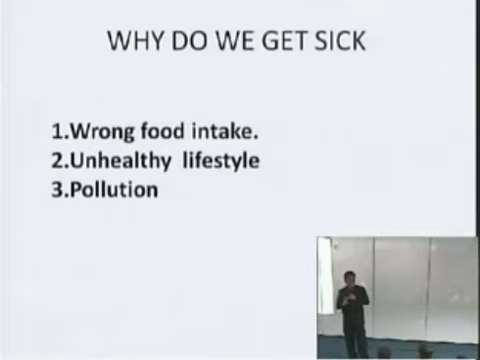 WHY DO WE GET SICK
1.Wrong food intake.
2.Unhealthy lifestyle
3.Pollution